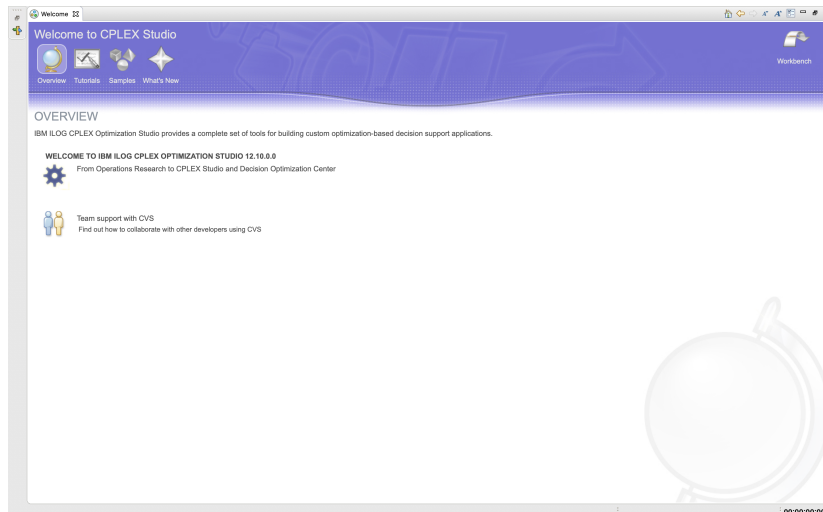 Welcome
Welcome to CPLEX Studio
Workbench
Overview Tutorials Samples What's New
OVERVIEW
IBM ILOG CPLEX Optimization Studio provides a complete set of tools for building custom optimization-based decision support applications.
WELCOME TO IBM ILOG CPLEX OPTIMIZATION STUDIO 12.10.0.0
From Operations Research to CPLEX Studio and Decision Optimization Center
Team support with CVS
Find out how to collaborate with other developers using CVS